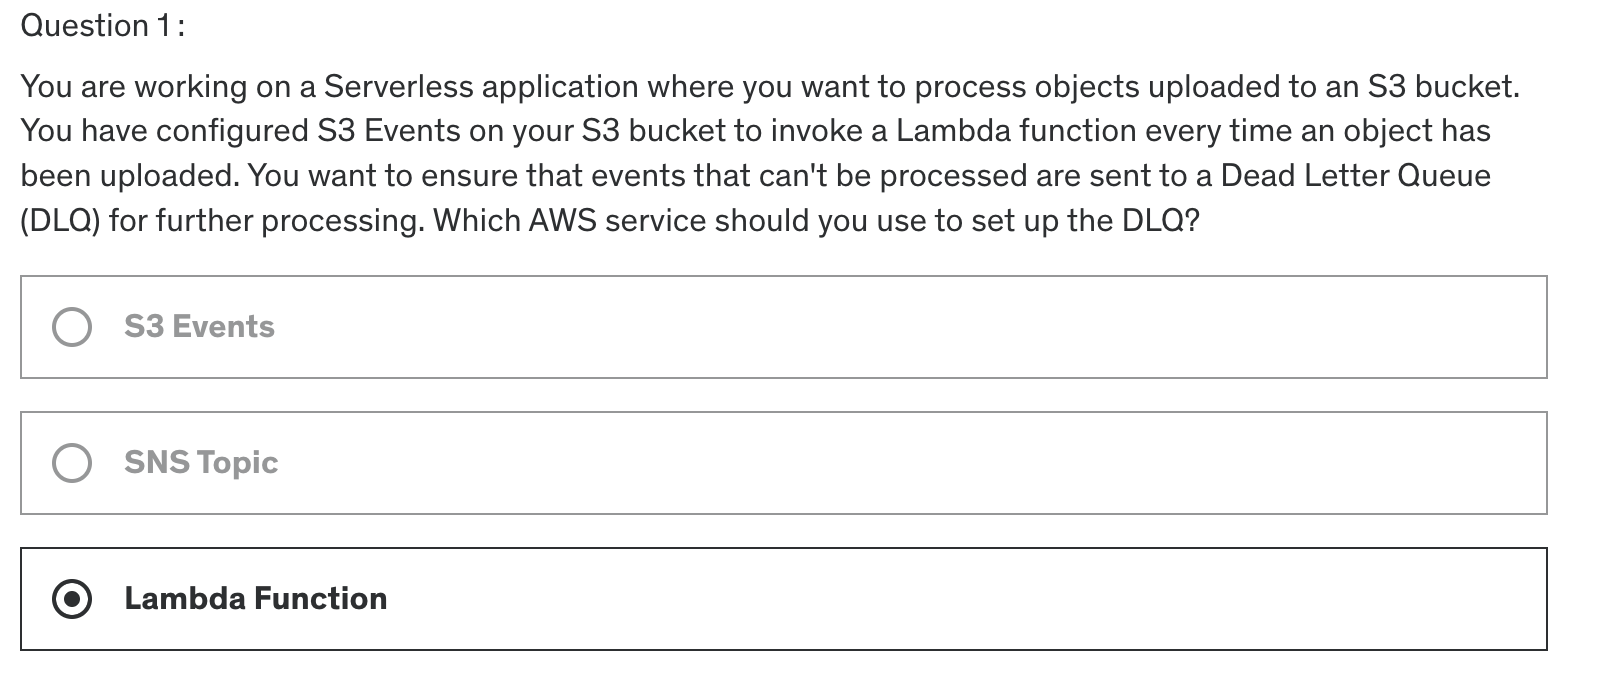 Question 1 :
You are working on a Serverless application where you want to process objects uploaded to an S3 bucket.
You have configured S3 Events on your S3 bucket to invoke a Lambda function every time an object has
been uploaded. You want to ensure that events that can't be processed are sent to a Dead Letter Queue
(DLQ) for further processing. Which AWS service should you use to set up the DLQ?
S3 Events
SNS Topic
Lambda Function